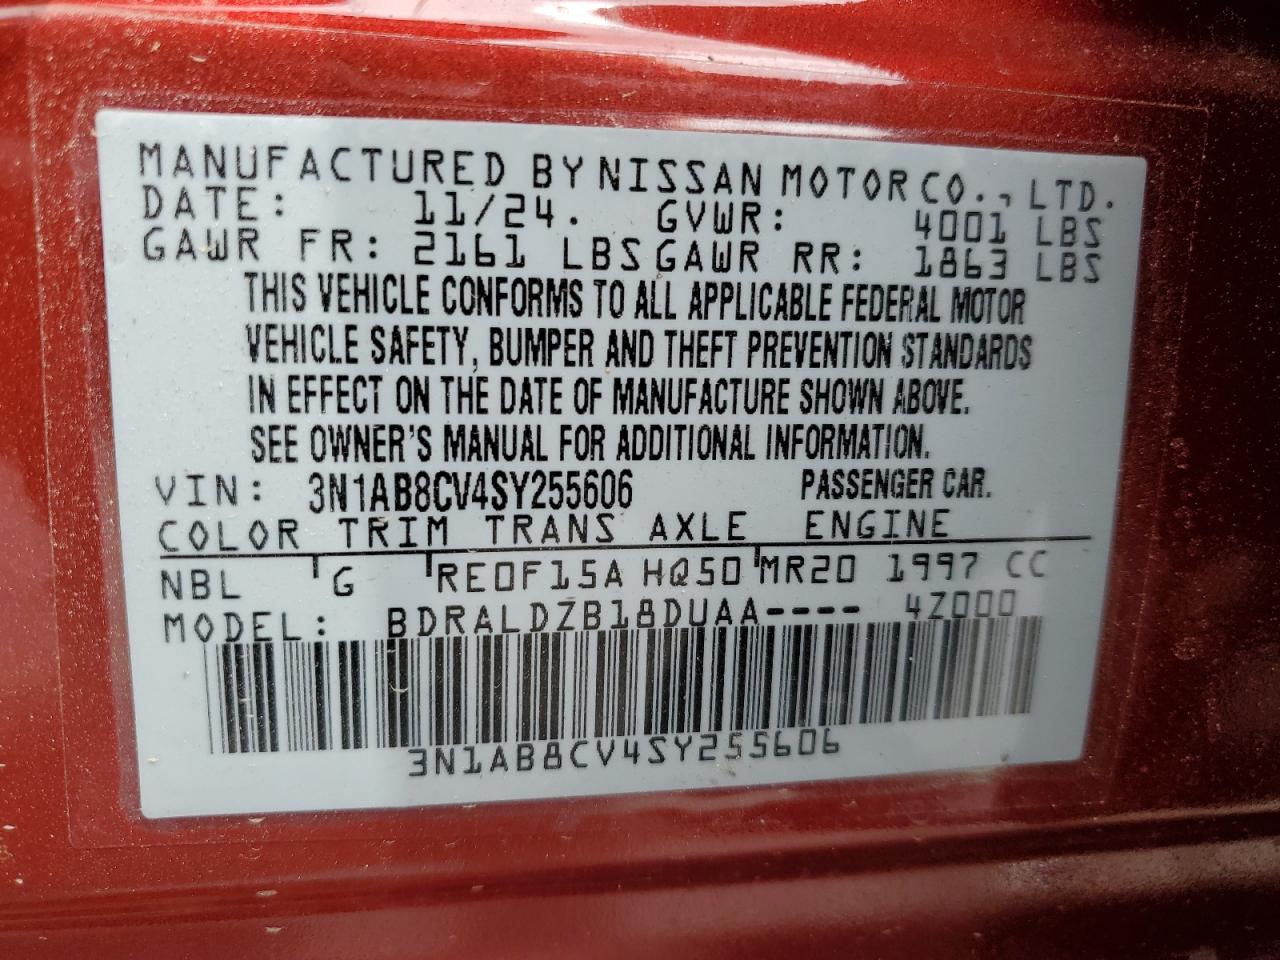 MANUFACTURED BY NISSAN MOTOR CO., LTD.
DATE: 11/24. GVWR: 4001 LBS
GAWR FR: 2161 LBS GAWR RR: 1863 LBS
THIS VEHICLE CONFORMS TO ALL APPLICABLE FEDERAL MOTOR
VEHICLE SAFETY, BUMPER AND THEFT PREVENTION STANDARDS
IN EFFECT ON THE DATE OF MANUFACTURE SHOWN ABOVE.
SEE OWNER'S MANUAL FOR ADDITIONAL INFORMATION.
VIN: 3N1AB8CV4SY255606 PASSENGER CAR.
COLOR TRIM TRANS AXLE ENGINE
NBL G RE0F15A HQ50 MR20 1997 CC
MODEL: BDRALDZB18DUAA---- 4Z000
3N1AB8CV4SY255606